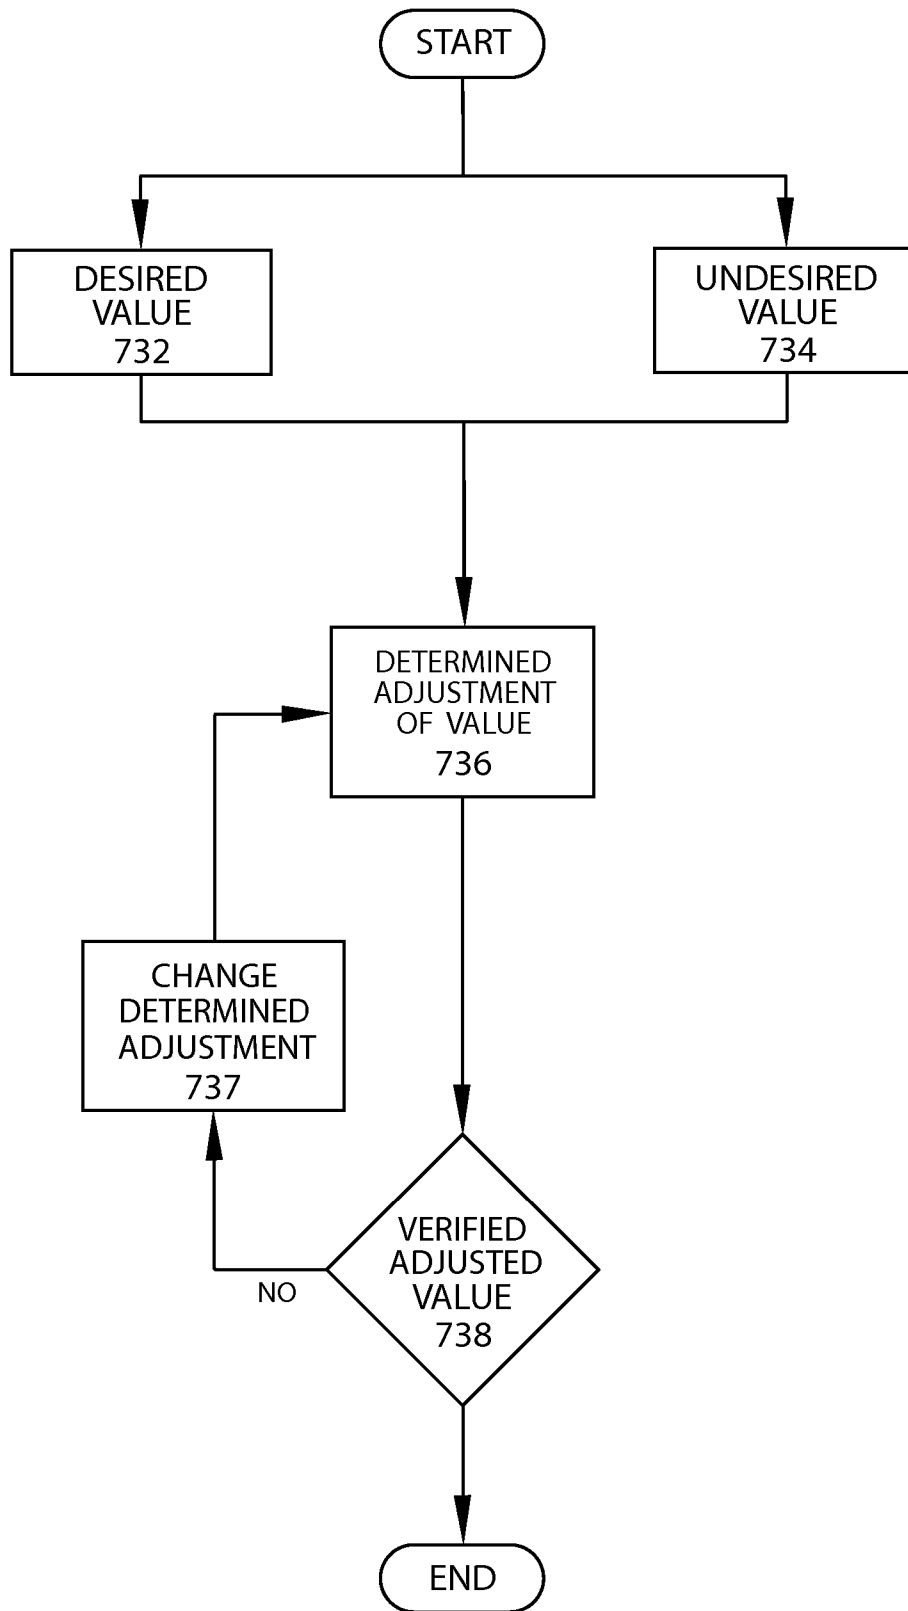 START
DESIRED
VALUE
732
UNDESIRED
VALUE
734
DETERMINED
ADJUSTMENT
OF VALUE
736
CHANGE
DETERMINED
ADJUSTMENT
737
VERIFIED
ADJUSTED
VALUE
738
NO
END